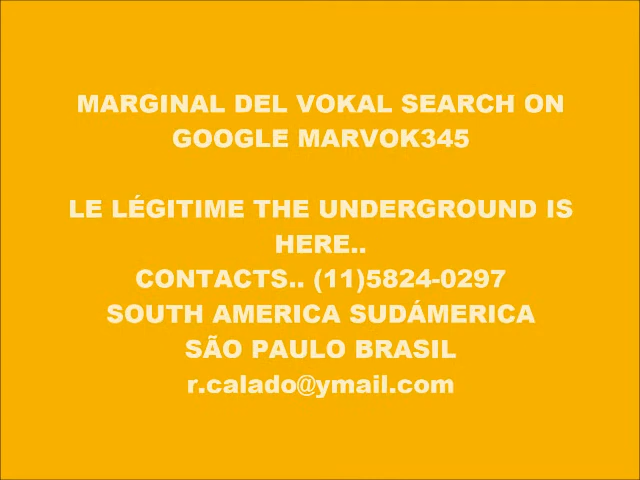 MARGINAL DEL VOKAL SEARCH ON
GOOGLE MARVOK345
LE LÉGITIME THE UNDERGROUND IS
HERE..
CONTACTS.. (11)5824-0297
SOUTH AMERICA SUDÁMERICA
SÃO PAULO BRASIL
r.calado@ymail.com